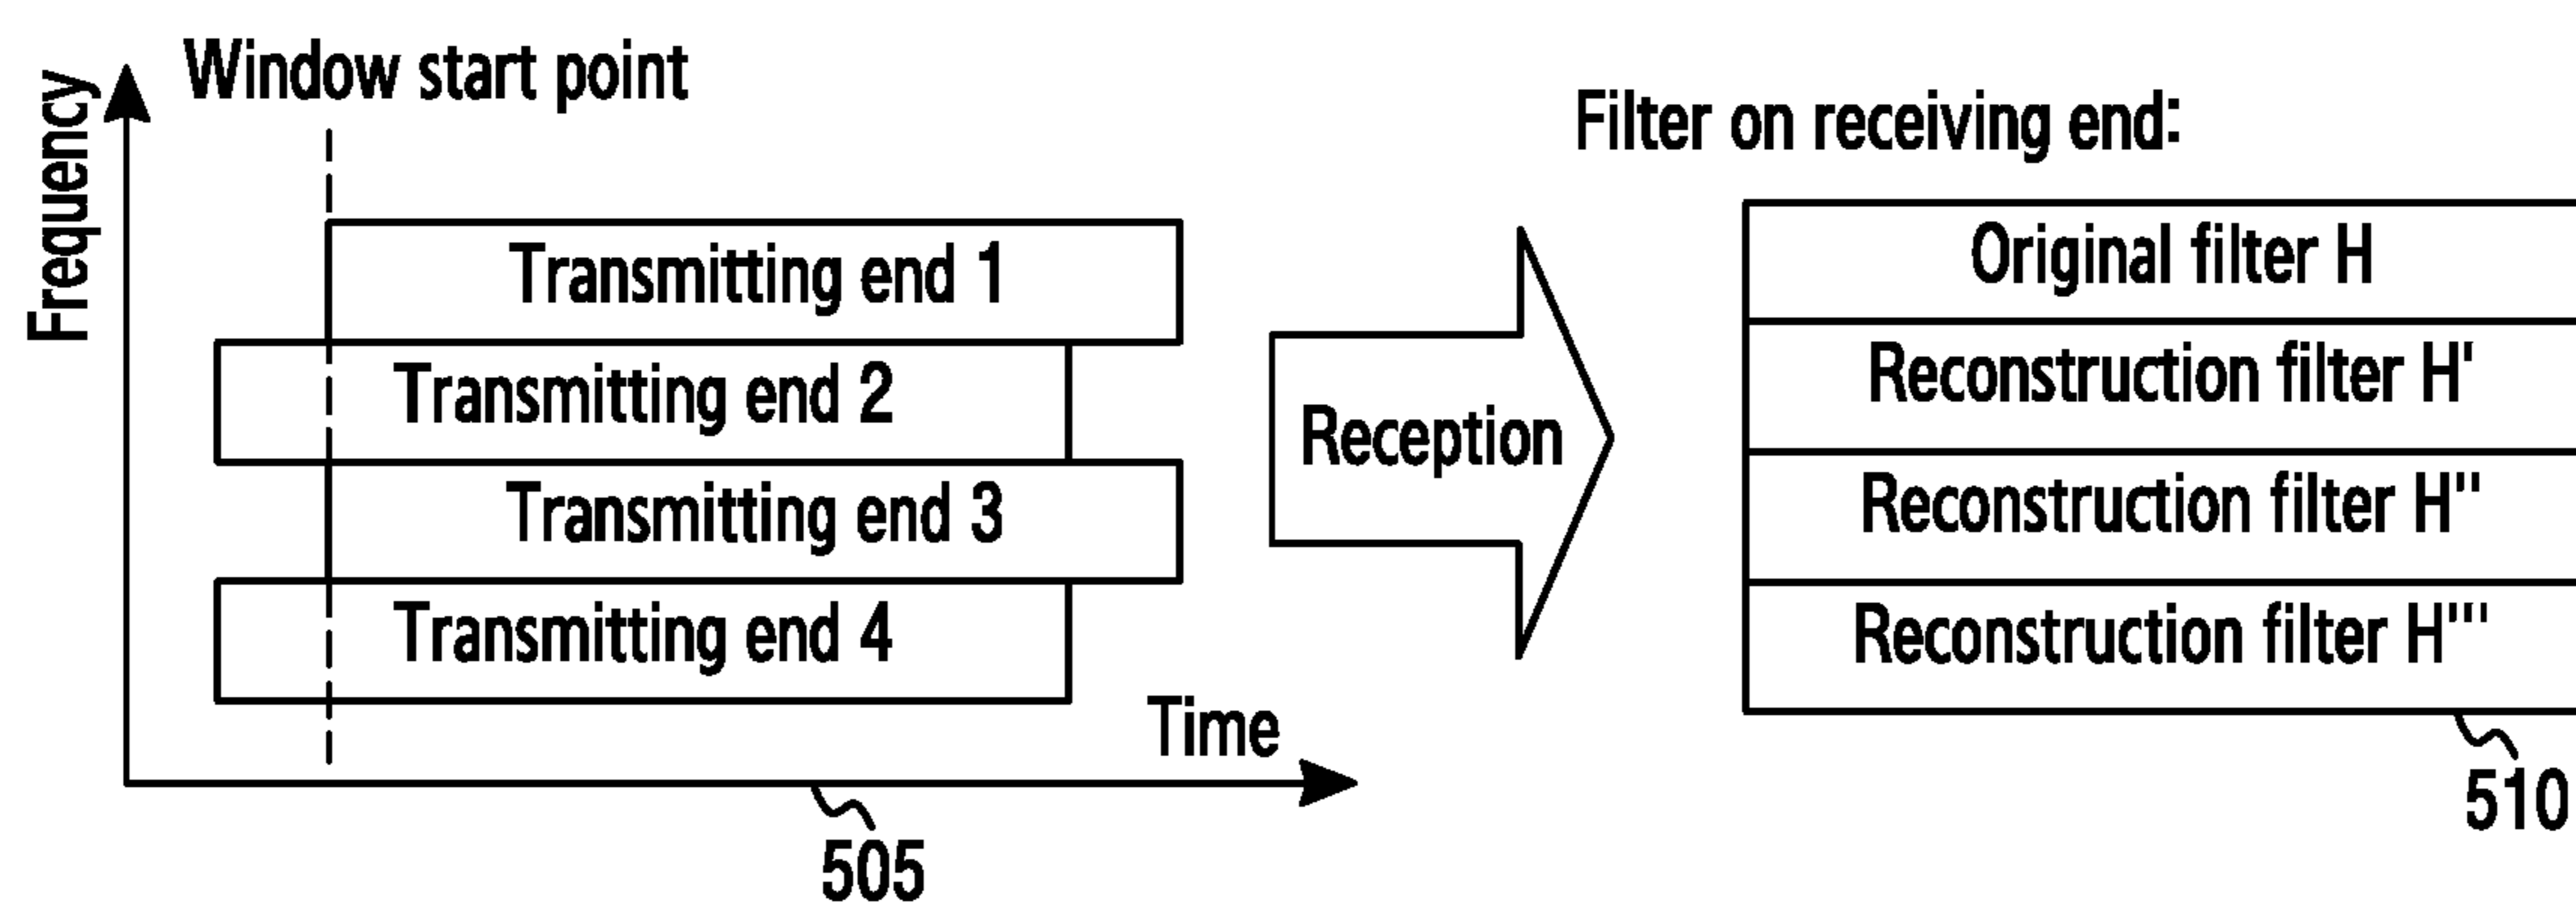 Window start point
Frequency
Transmitting end 1
Transmitting end 2
Transmitting end 3
Transmitting end 4
Time
505
Reception
Filter on receiving end:
Original filter H
Reconstruction filter H'
Reconstruction filter H''
Reconstruction filter H'''
510